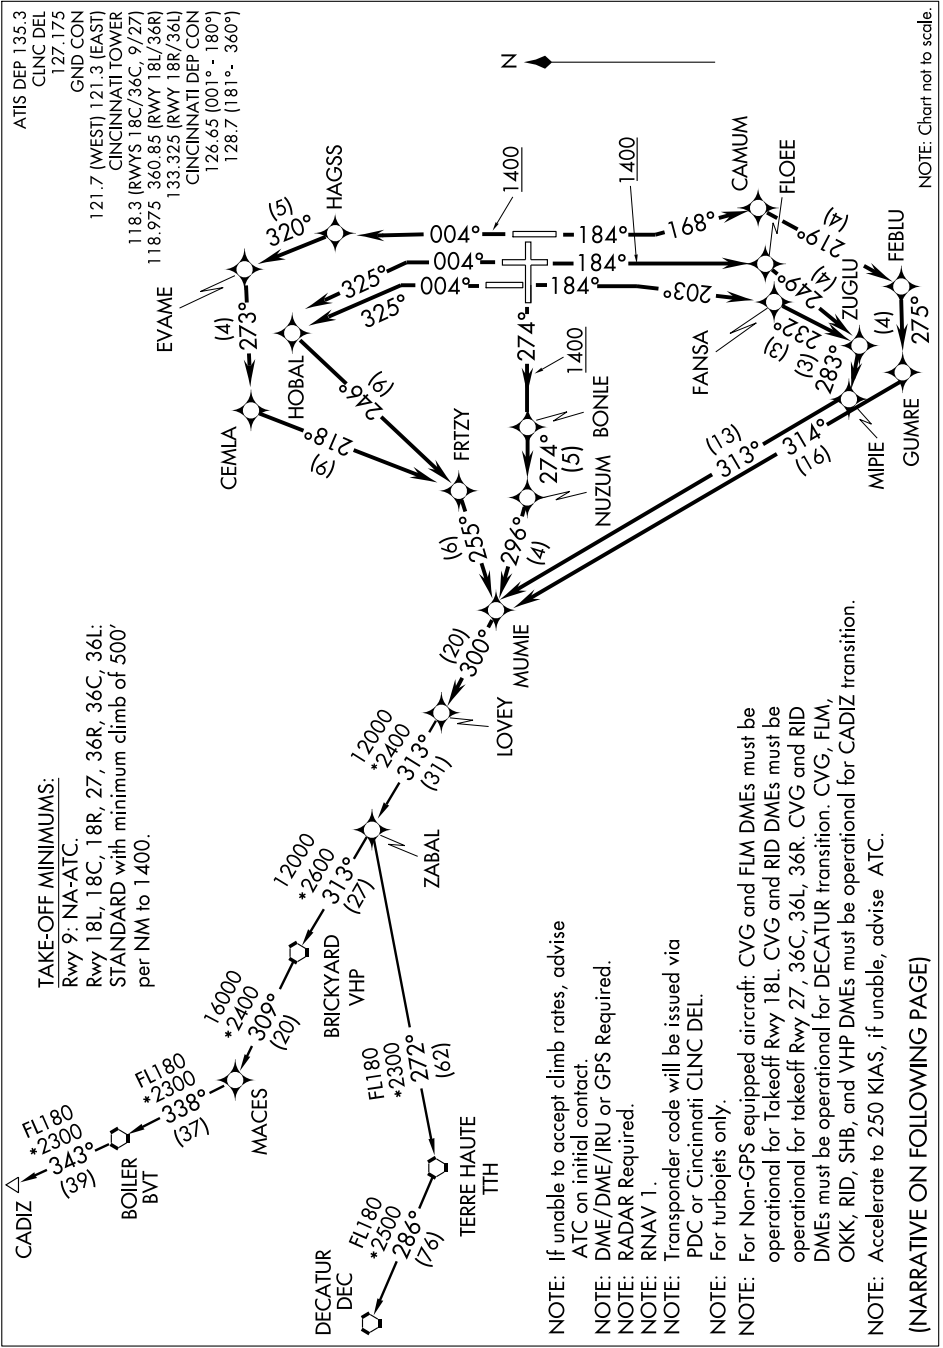 ATIS DEP 135.3
CLNC DEL
127.175
GND CON
121.7 (WEST) 121.3 (EAST)
CINCINNATI TOWER
118.3 (RWYS 18C/36C, 9/27)
118.975 360.85 (RWY 18L/36R)
133.325 (RWY 18R/36L)
CINCINNATI DEP CON
126.65 (001° - 180°)
128.7 (181°- 360°)
TAKE-OFF MINIMUMS:
Rwy 9: NA-ATC.
Rwy 18L, 18C, 18R, 27, 36R, 36C, 36L:
STANDARD with minimum climb of 500'
per NM to 1400.
CADIZ
FL180
*2300
343°
(39)
BOILER
BVT
FL180
*2300
338°
(37)
MACES
16000
*2400
309°
(20)
BRICKYARD
VHP
12000
*2600
313°
(27)
ZABAL
12000
*2400
313°
(31)
LOVEY
(20)
300°
MUMIE
DECATUR
DEC
FL180
*2500
286°
(76)
TERRE HAUTE
TTH
FL180
*2300
272°
(62)
EVAME
(5)
320°
HAGSS
(4)
273°
CEMLA
HOBAL
218°
(9)
246°
(9)
FRTZY
(6)
255°
325°
325°
004°
004°
004°
1400
N
274°
1400
BONLE
274°
(5)
NUZUM
296°
(4)
184°
184°
184°
1400
168°
203°
CAMUM
FLOEE
FANSA
219°
(4)
249°
(4)
232°
(3)
ZUGLU
FEBLU
(3)
283°
(4)
275°
MIPIE
GUMRE
(13)
313°
314°
(16)
NOTE: If unable to accept climb rates, advise
ATC on initial contact.
NOTE: DME/DME/IRU or GPS Required.
NOTE: RADAR Required.
NOTE: RNAV 1.
NOTE: Transponder code will be issued via
PDC or Cincinnati CLNC DEL.
NOTE: For turbojets only.
NOTE: For Non-GPS equipped aircraft: CVG and FLM DMEs must be
operational for Takeoff Rwy 18L. CVG and RID DMEs must be
operational for takeoff Rwy 27, 36C, 36L, 36R. CVG and RID
DMEs must be operational for DECATUR transition. CVG, FLM,
OKK, RID, SHB, and VHP DMEs must be operational for CADIZ transition.
NOTE: Accelerate to 250 KIAS, if unable, advise ATC.
(NARRATIVE ON FOLLOWING PAGE)
NOTE: Chart not to scale.